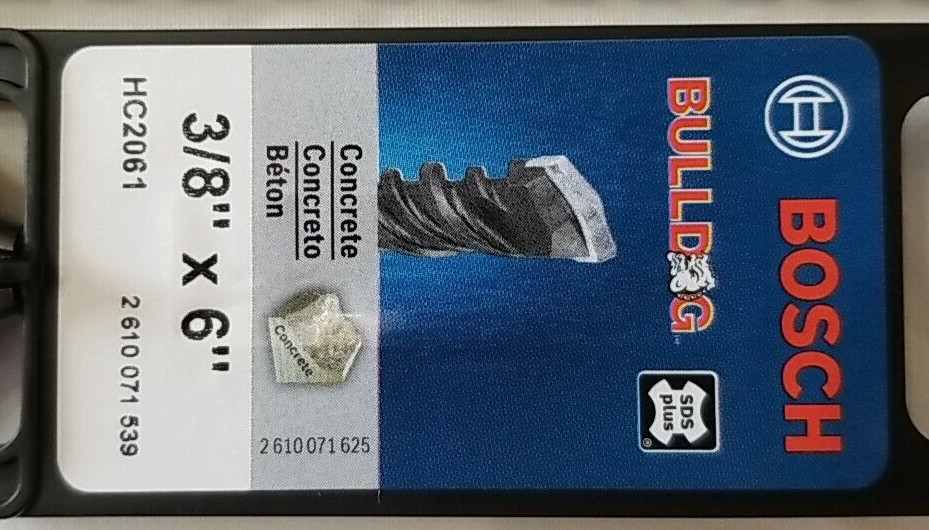 BOSCH
BULLDOG™
SDS
plus
®
Concrete
Concreto
Béton
Concrete
2 610 071 625
3/8" x 6"
HC2061 2 610 071 539